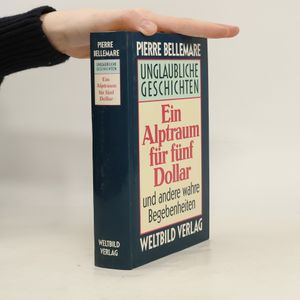 PIERRE
BELLEMARE
UNGLAUBLICHE
GESCHICHTEN
Ein
Alptraum
für fünf
Dollar
WELTBILD
VERLAG
PIERRE BELLEMARE
UNGLAUBLICHE
GESCHICHTEN
Ein
Alptraum
für fünf
Dollar
und andere wahre
Begebenheiten
WELTBILD VERLAG